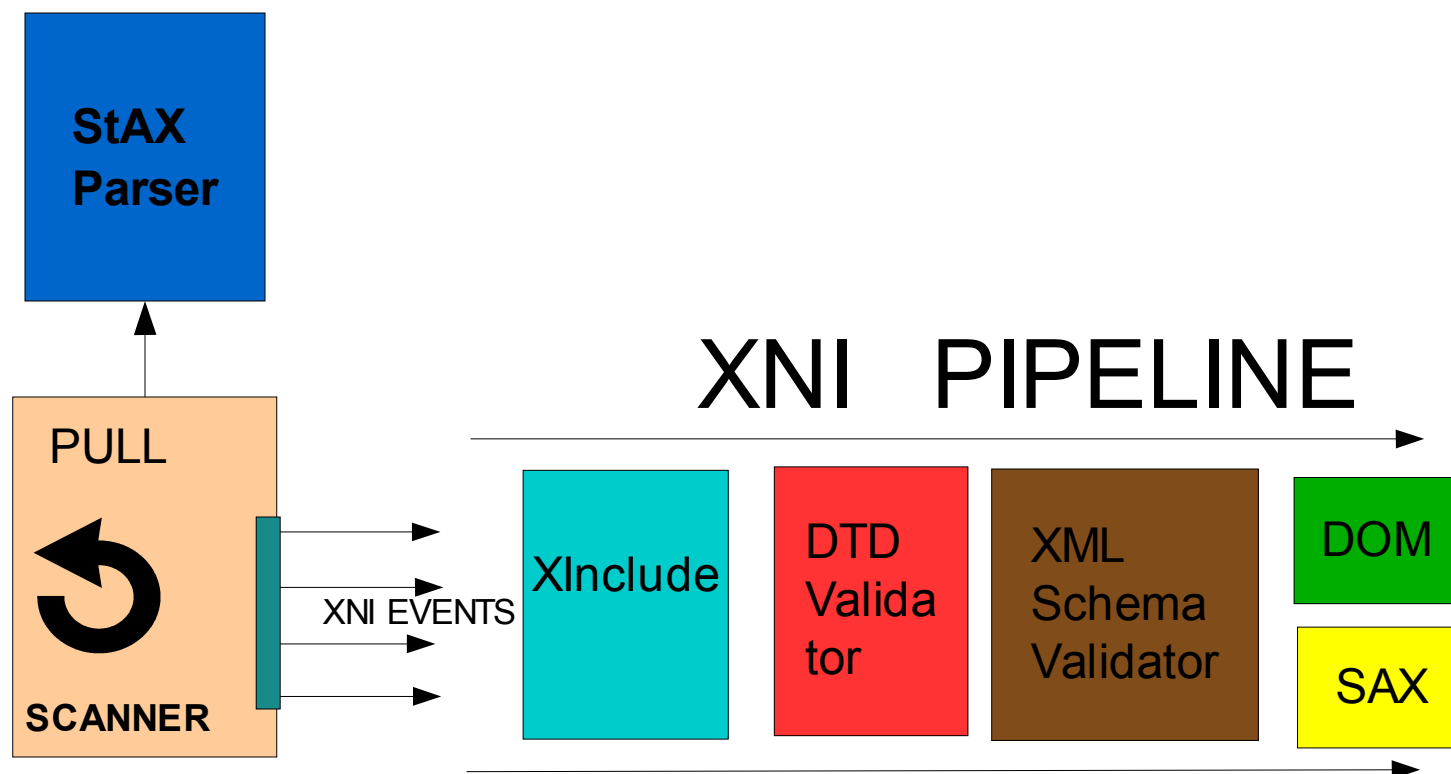 StAX
Parser
XNI PIPELINE
PULL
SCANNER
XNI EVENTS
XInclude
DTD
Valida
tor
XML
Schema
Validator
DOM
SAX